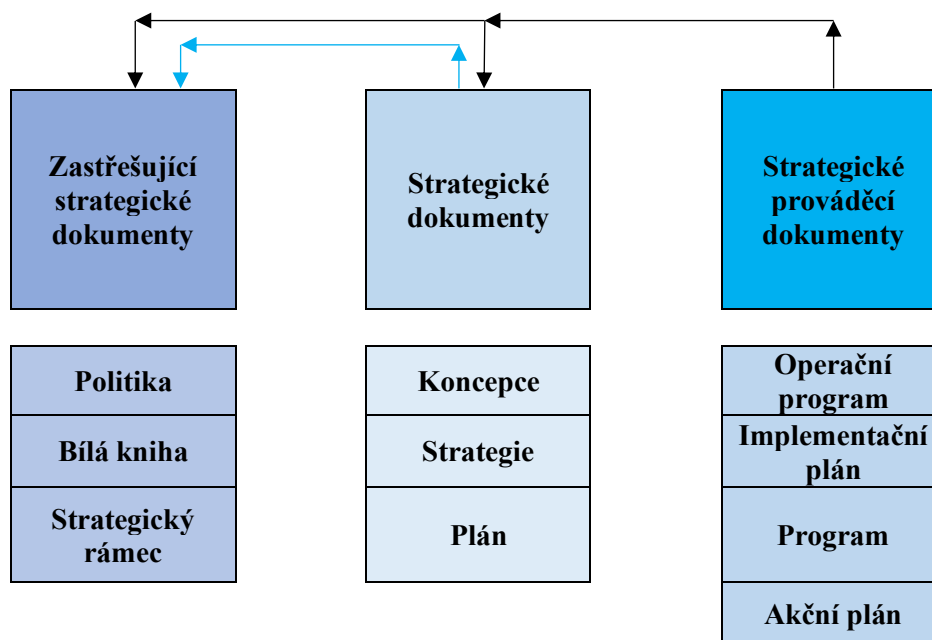 Zastřešující
strategické
dokumenty
Strategické
dokumenty
Strategické
prováděcí
dokumenty
Politika
Bílá kniha
Strategický
rámec
Koncepce
Strategie
Plán
Operační
program
Implementační
plán
Program
Akční plán